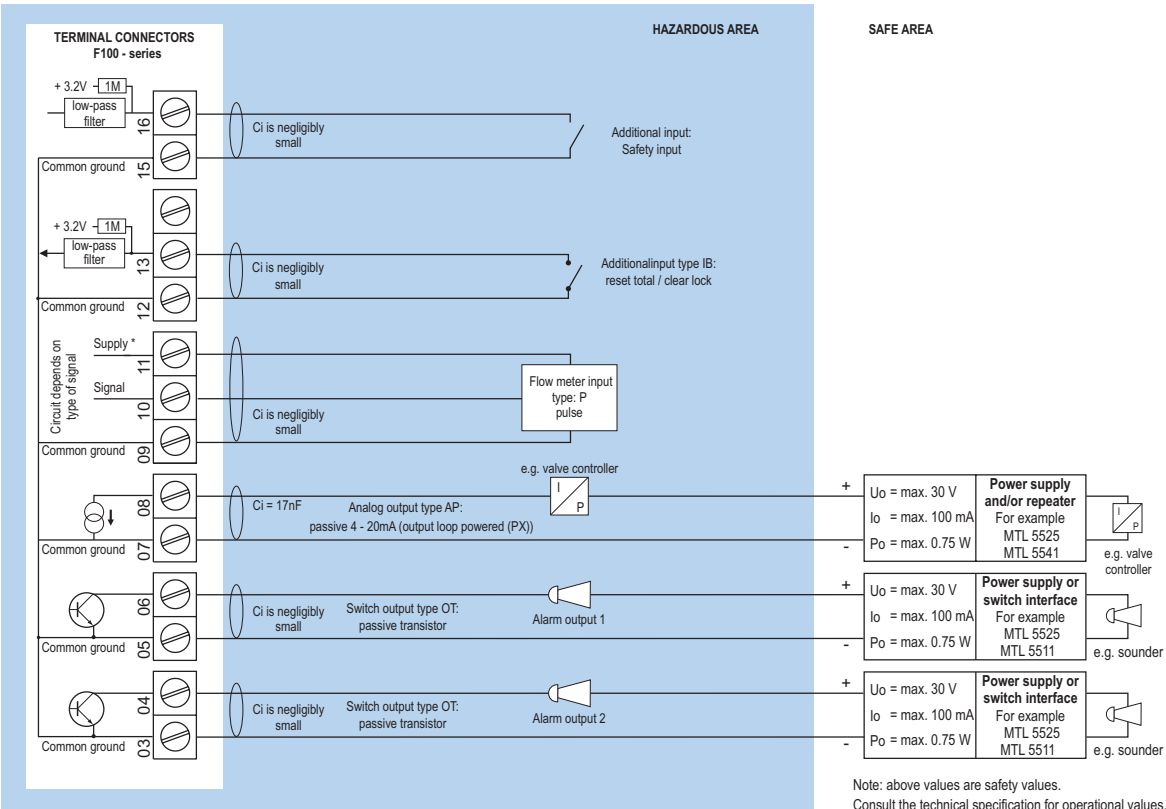 HAZARDOUS AREA
SAFE AREA
TERMINAL CONNECTORS
F100 - series
+ 3.2V
1M
low-pass
filter
16
Common ground
15
Ci is negligibly
small
Additional input:
Safety input
+ 3.2V
1M
low-pass
filter
13
Common ground
12
Ci is negligibly
small
Additionalinput type IB:
reset total / clear lock
Circuit depends on
type of signal
Supply *
11
Signal
10
Common ground
09
Ci is negligibly
small
Flow meter input
type: P
pulse
08
Common ground
07
Ci = 17nF
Analog output type AP:
passive 4 - 20mA (output loop powered (PX))
e.g. valve controller
I
P
+
-
Uo = max. 30 V
Io = max. 100 mA
Po = max. 0.75 W
Power supply
and/or repeater
For example
MTL 5525
MTL 5541
I
P
e.g. valve
controller
06
Common ground
05
Ci is negligibly
small
Switch output type OT:
passive transistor
Alarm output 1
+
-
Uo = max. 30 V
Io = max. 100 mA
Po = max. 0.75 W
Power supply or
switch interface
For example
MTL 5525
MTL 5511
e.g. sounder
04
Common ground
03
Ci is negligibly
small
Switch output type OT:
passive transistor
Alarm output 2
+
-
Uo = max. 30 V
Io = max. 100 mA
Po = max. 0.75 W
Power supply or
switch interface
For example
MTL 5525
MTL 5511
e.g. sounder
Note: above values are safety values.
Consult the technical specification for operational values.